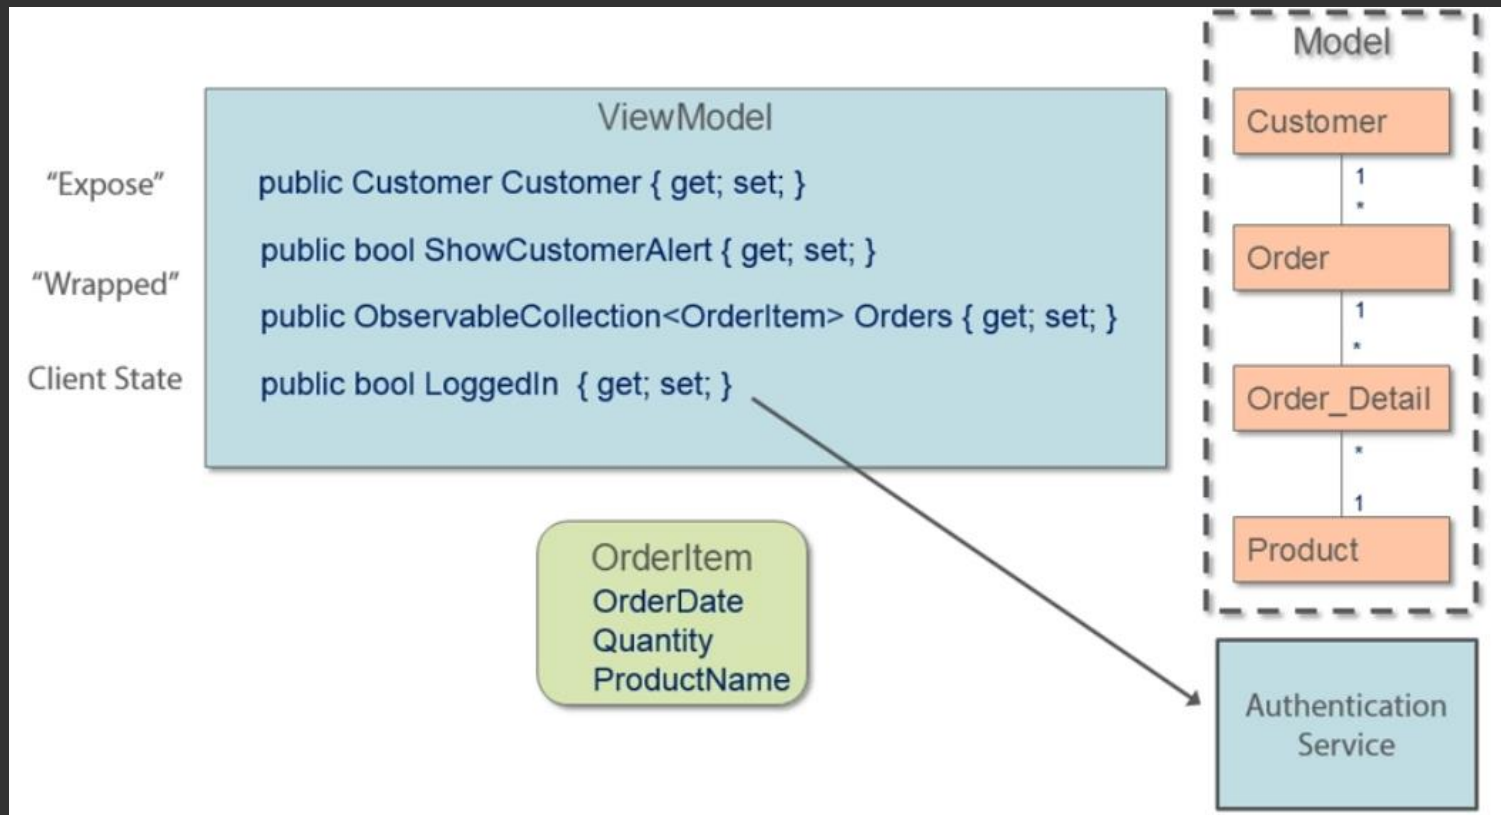 ViewModel
"Expose"
public Customer Customer { get; set; }
public bool ShowCustomerAlert { get; set; }
"Wrapped"
public ObservableCollection<OrderItem> Orders { get; set; }
Client State
public bool LoggedIn { get; set; }
OrderItem
OrderDate
Quantity
ProductName
Model
Customer
1
*
Order
1
*
Order_Detail
*
1
Product
Authentication
Service